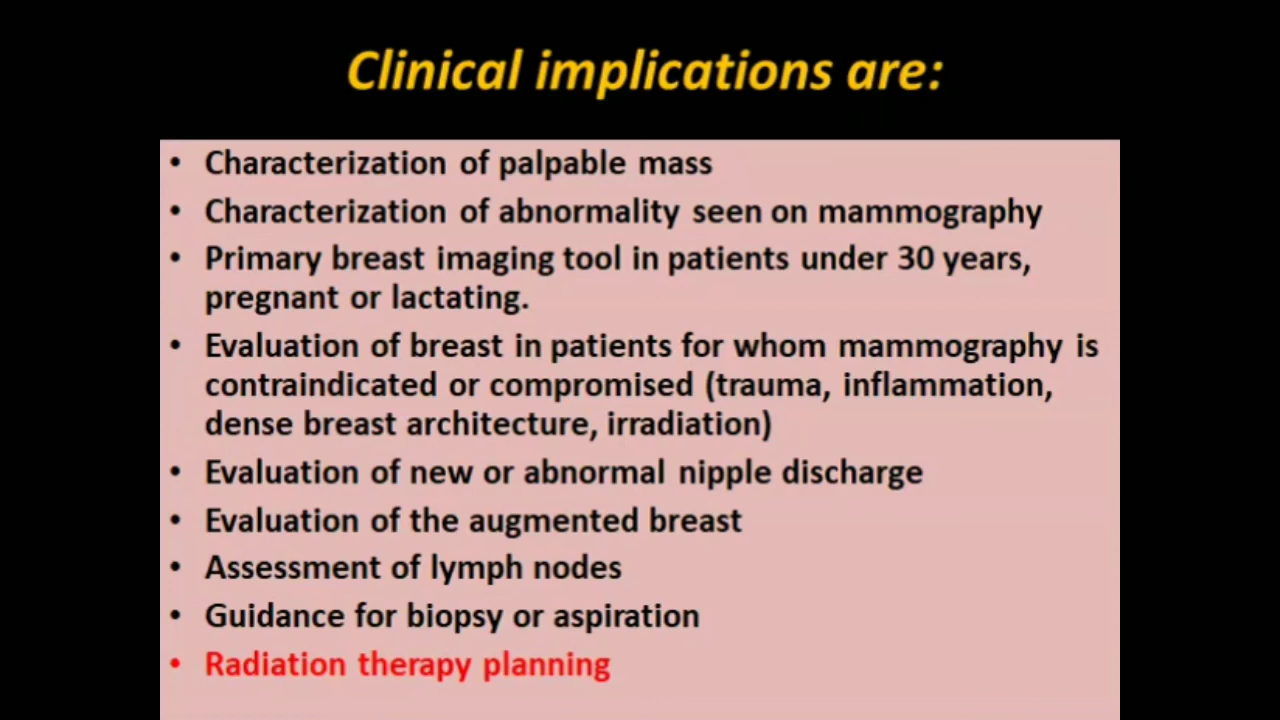 Clinical implications are:
• Characterization of palpable mass
• Characterization of abnormality seen on mammography
• Primary breast imaging tool in patients under 30 years,
pregnant or lactating.
• Evaluation of breast in patients for whom mammography is
contraindicated or compromised (trauma, inflammation,
dense breast architecture, irradiation)
• Evaluation of new or abnormal nipple discharge
• Evaluation of the augmented breast
• Assessment of lymph nodes
• Guidance for biopsy or aspiration
• Radiation therapy planning